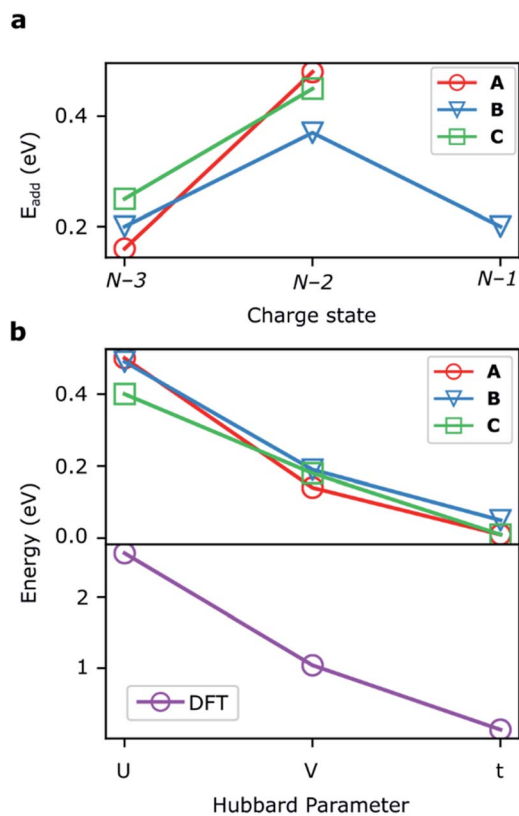 a
0.4
0.2
E_add (eV)
A
B
C
N−3
N−2
N−1
Charge state
b
0.4
0.2
0.0
A
B
C
Energy (eV)
2
1
DFT
U
V
t
Hubbard Parameter